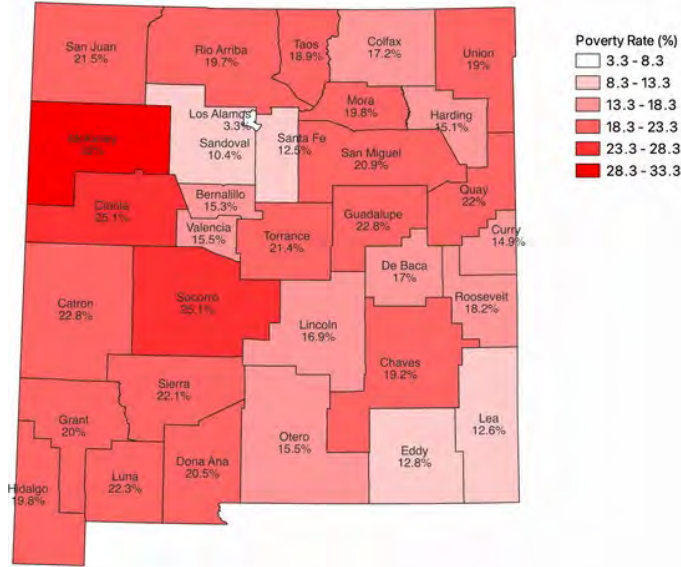 San Juan
21.5%
Rio Arriba
19.7%
Taos
18.9%
Colfax
17.2%
Union
19%
Poverty Rate (%)
3.3 - 8.3
8.3 - 13.3
13.3 - 18.3
18.3 - 23.3
23.3 - 28.3
28.3 - 33.3
Mora
19.8%
Harding
15.1%
Los Alamos
3.3%
Sandoval
10.4%
Santa Fe
12.5%
San Miguel
20.9%
Quay
22%
Cibola
25.1%
Bernalillo
15.3%
Valencia
15.5%
Torrance
21.4%
Guadalupe
22.8%
Curry
14.9%
De Baca
17%
Roosevelt
18.2%
Catron
22.8%
Socorro
25.1%
Lincoln
16.9%
Chaves
19.2%
Sierra
22.1%
Grant
20%
Hidalgo
19.8%
Luna
22.3%
Dona Ana
20.5%
Otero
15.5%
Eddy
12.8%
Lea
12.6%